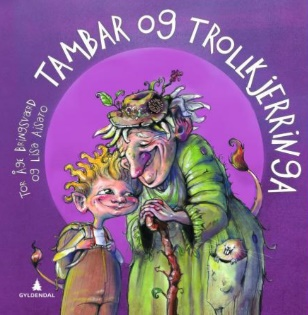 TAMBAR OG TROLLKJERRINGA
TOR ÅGE BRINGSVÆRD
OG LISA AISATO
GYLDENDAL